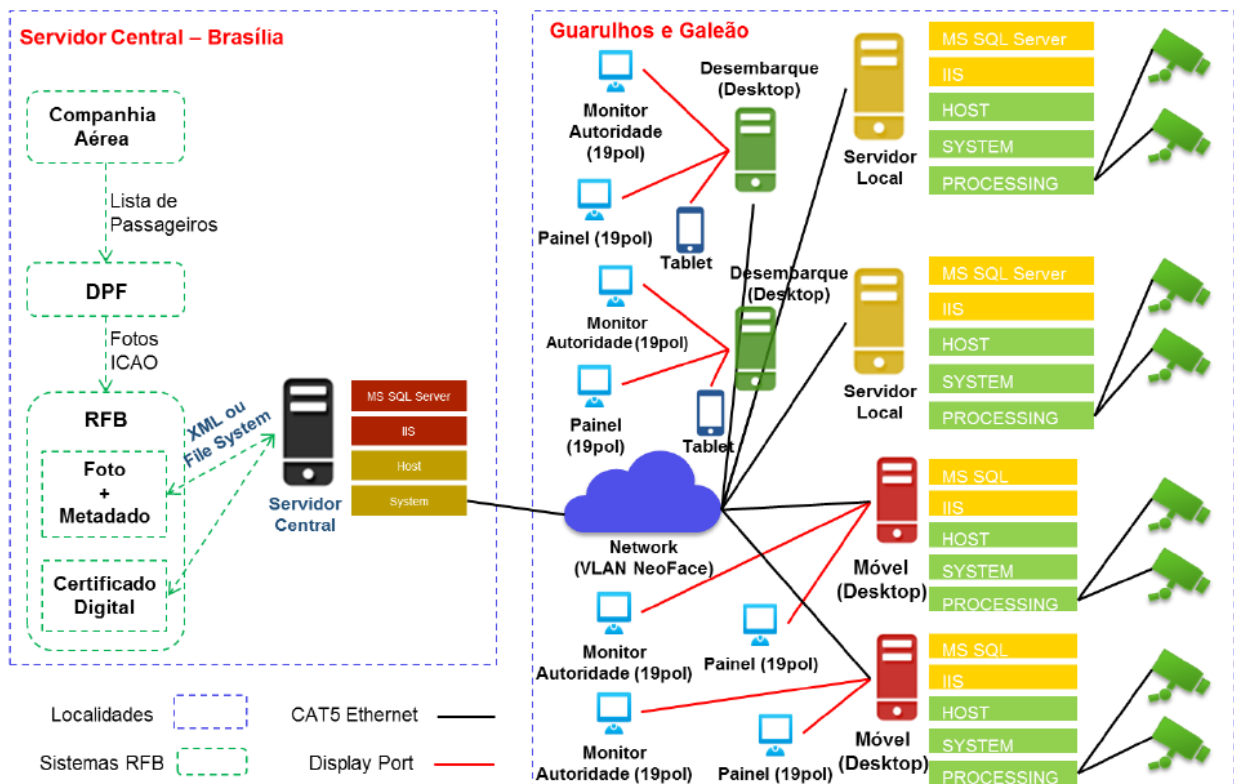 Servidor Central – Brasília
Companhia
Aérea
Lista de
Passageiros
DPF
Fotos
ICAO
RFB
Foto
+
Metadado
Certificado
Digital
XML ou
File System
Servidor
Central
MS SQL Server
IIS
Host
System
Guarulhos e Galeão
Monitor
Autoridade
(19pol)
Desembarque
(Desktop)
Painel (19pol)
Tablet
Servidor
Local
MS SQL Server
IIS
HOST
SYSTEM
PROCESSING
Monitor
Autoridade (19pol)
Desembarque
(Desktop)
Painel
(19pol)
Tablet
Servidor
Local
MS SQL Server
IIS
HOST
SYSTEM
PROCESSING
Network
(VLAN NeoFace)
Móvel
(Desktop)
MS SQL
IIS
HOST
SYSTEM
PROCESSING
Monitor
Autoridade (19pol)
Painel (19pol)
Móvel
(Desktop)
MS SQL
IIS
HOST
SYSTEM
PROCESSING
Monitor
Autoridade (19pol)
Painel (19pol)
Localidades
CAT5 Ethernet
Sistemas RFB
Display Port